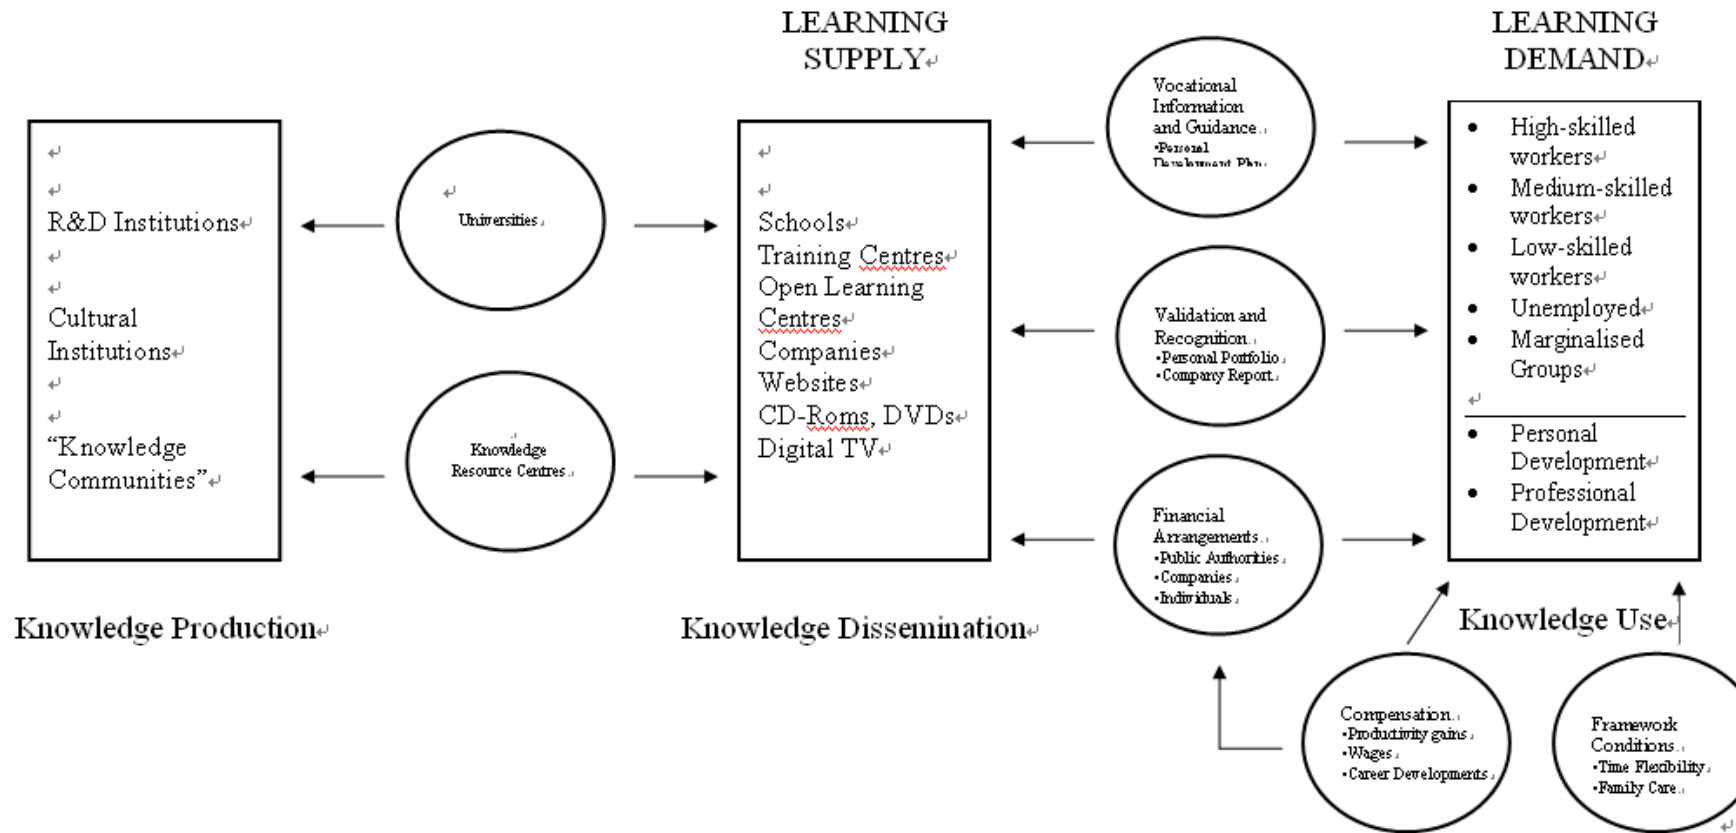 LEARNING
SUPPLY
LEARNING
DEMAND
R&D Institutions
Cultural
Institutions
“Knowledge
Communities”
Knowledge Production
Universities
Knowledge
Resource Centres
Schools
Training Centres
Open Learning
Centres
Companies
Websites
CD-Roms, DVDs
Digital TV
Knowledge Dissemination
Vocational
Information
and Guidance
•Personal
Development Plan
Validation and
Recognition
•Personal Portfolio
•Company Report
Financial
Arrangements
•Public Authorities
•Companies
•Individuals
• High-skilled
workers
• Medium-skilled
workers
• Low-skilled
workers
• Unemployed
• Marginalised
Groups
• Personal
Development
• Professional
Development
Knowledge Use
Compensation
•Productivity gains
•Wages
•Career Developments
Framework
Conditions
•Time Flexibility
•Family Care